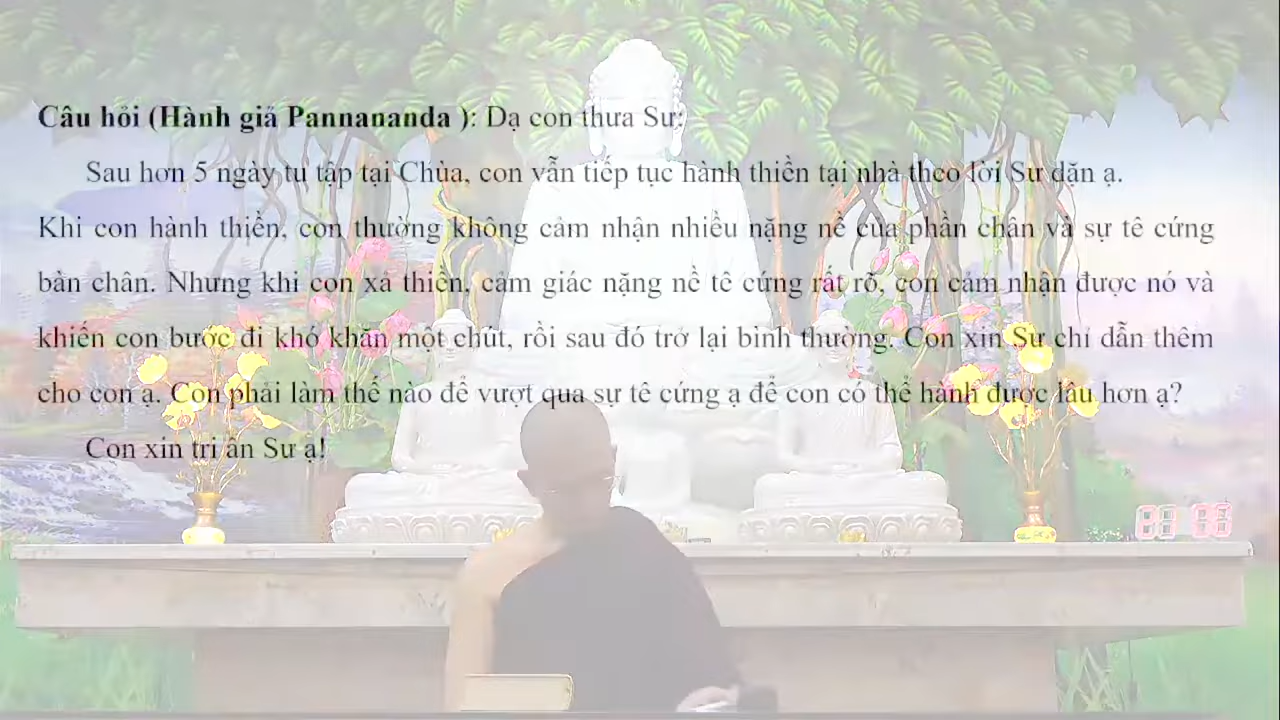 Câu hỏi (Hành giả Pannananda ): Dạ con thưa Sư;
Sau hơn 5 ngày tu tập tại Chùa, con vẫn tiếp tục hành thiền tại nhà theo lời Sư dặn ạ.
Khi con hành thiền, con thường không cảm nhận nhiều nặng nề của phần chân và sự tê cứng
bàn chân. Nhưng khi con xả thiền, cảm giác nặng nề tê cứng rất rõ, con cảm nhận được nó và
khiến con bước đi khó khăn một chút, rồi sau đó trở lại bình thường. Con xin Sư chỉ dẫn thêm
cho con ạ. Con phải làm thế nào để vượt qua sự tê cứng ạ để con có thể hành được lâu hơn ạ?
Con xin tri ân Sư ạ!